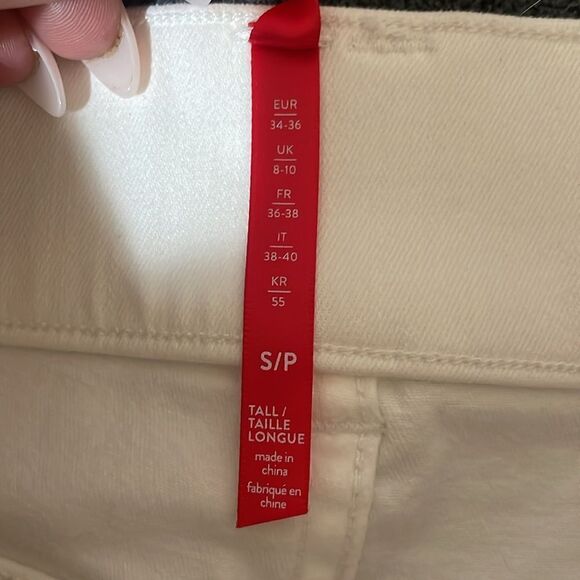 EUR
34-36
UK
8-10
FR
36-38
IT
38-40
KR
55
S/P
TALL /
TAILLE
LONGUE
made in
china
fabriqué en
chine